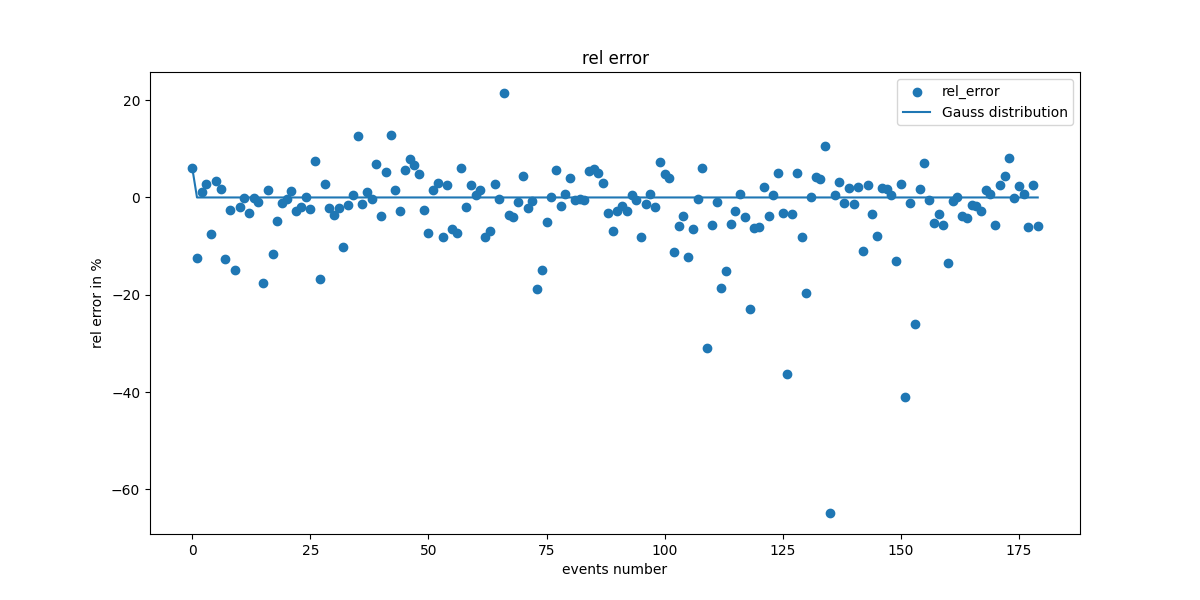 rel error
rel_error
Gauss distribution
rel error in %
20
0
−20
−40
−60
0
25
50
75
100
125
150
175
events number